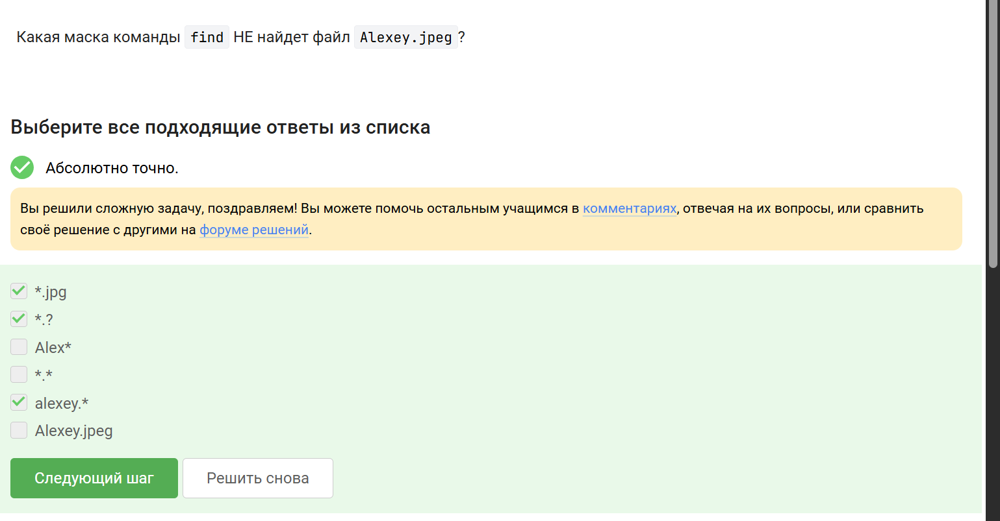 Какая маска команды find НЕ найдет файл Alexey.jpeg?
Выберите все подходящие ответы из списка
Абсолютно точно.
Вы решили сложную задачу, поздравляем! Вы можете помочь остальным учащимся в комментариях, отвечая на их вопросы, или сравнить
своё решение с другими на форуме решений.
*.jpg
*.?
Alex*
*.*
alexey.*
Alexey.jpeg
Следующий шаг Решить снова